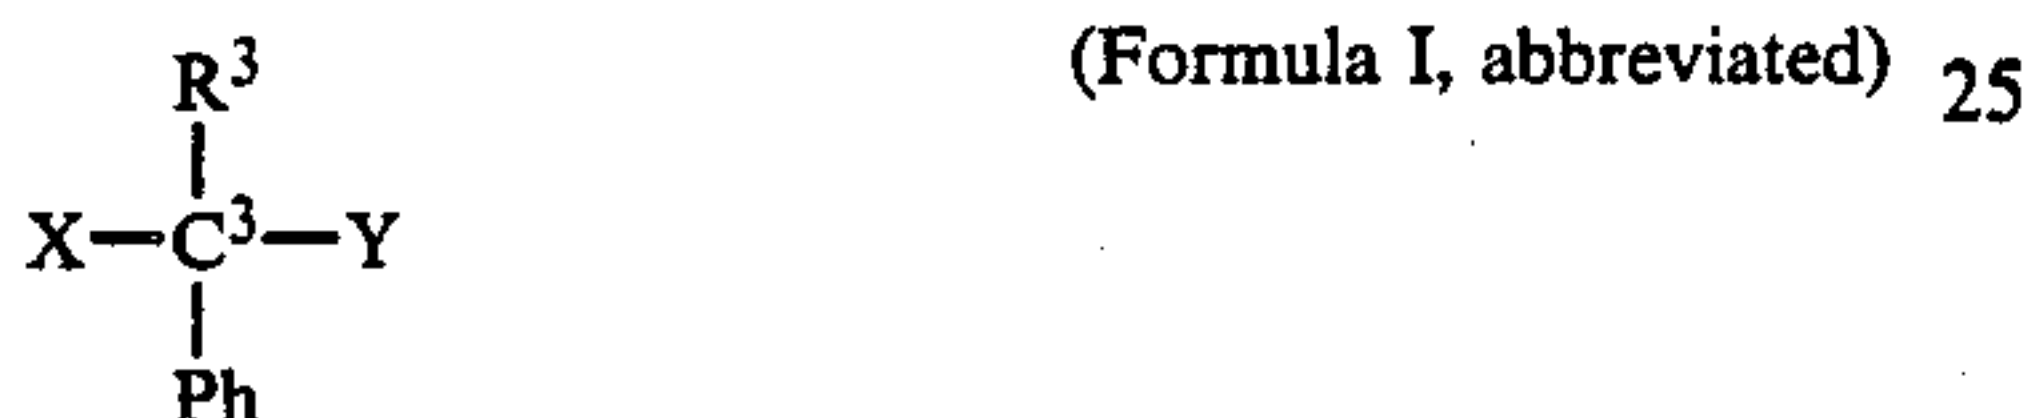 R³ (Formula I, abbreviated) 25
X—C³—Y
Ph